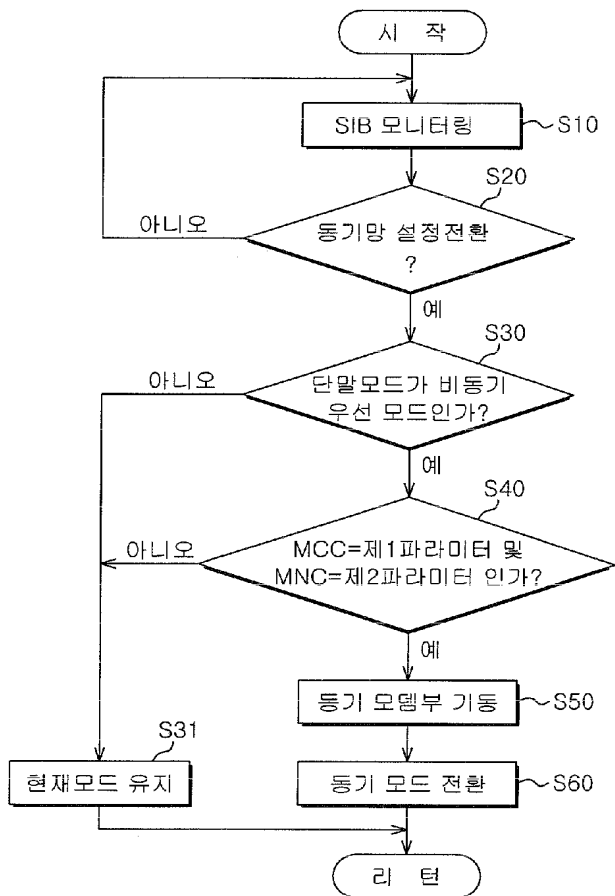 시 작
SIB 모니터링
S10
S20
아니오
동기망 설정전환
?
예
S30
아니오
단말모드가 비동기
우선 모드인가?
예
S40
아니오
MCC=제1파라미터 및
MNC=제2파라미터 인가?
예
동기 모뎀부 기동
S50
S31
현재모드 유지
동기 모드 전환
S60
리 턴